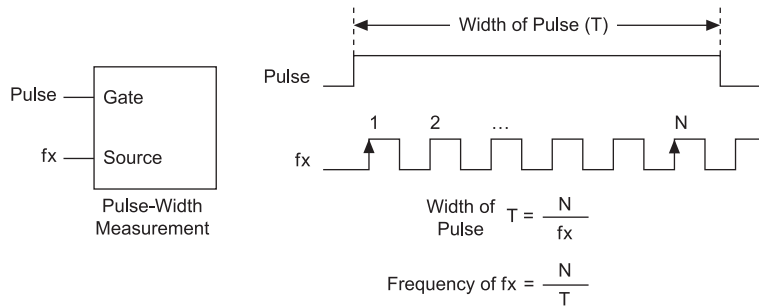 Width of Pulse (T)
Pulse
Pulse
Gate
1 2 ... N
fx
Source
fx
Pulse-Width
Measurement
Width of
Pulse
T = N
fx
Frequency of fx = N
T